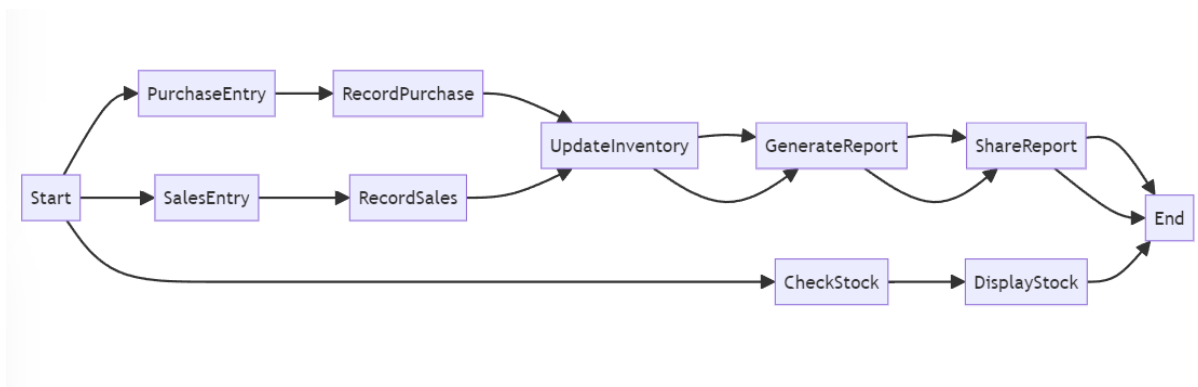 PurchaseEntry
RecordPurchase
UpdateInventory
GenerateReport
ShareReport
Start
SalesEntry
RecordSales
End
CheckStock
DisplayStock